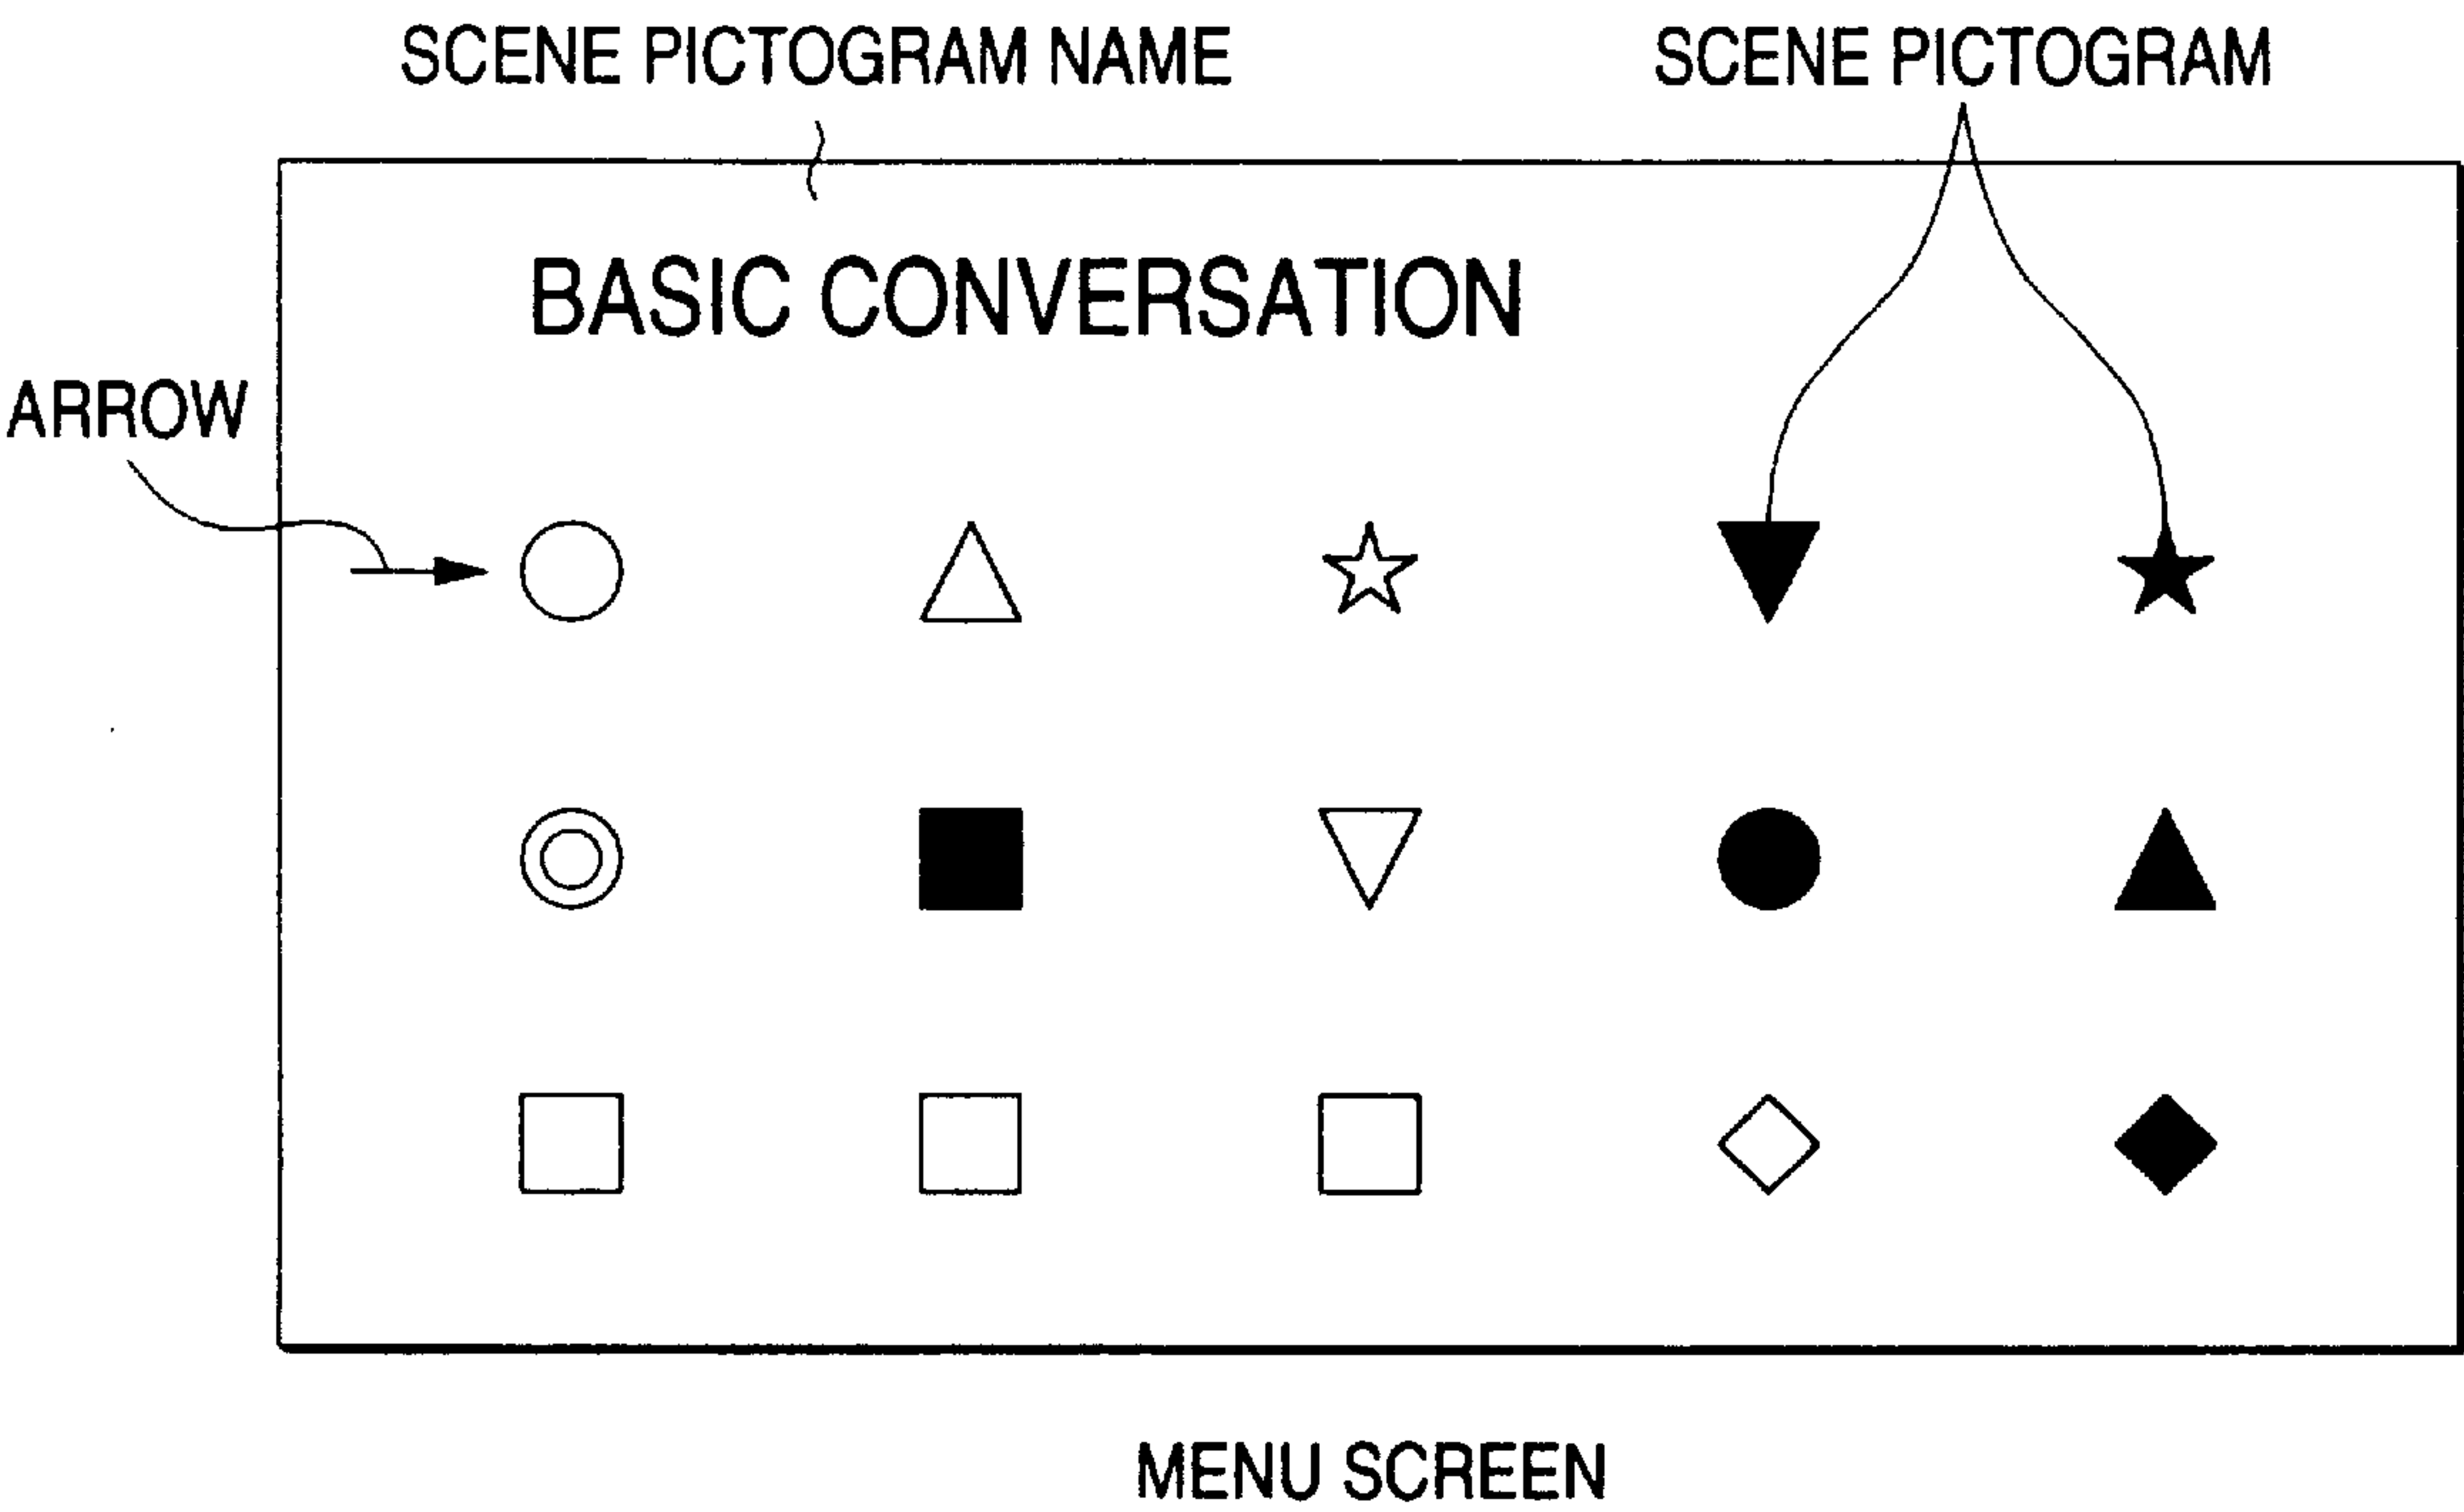 SCENE PICTOGRAM NAME
SCENE PICTOGRAM
BASIC CONVERSATION
ARROW
MENU SCREEN